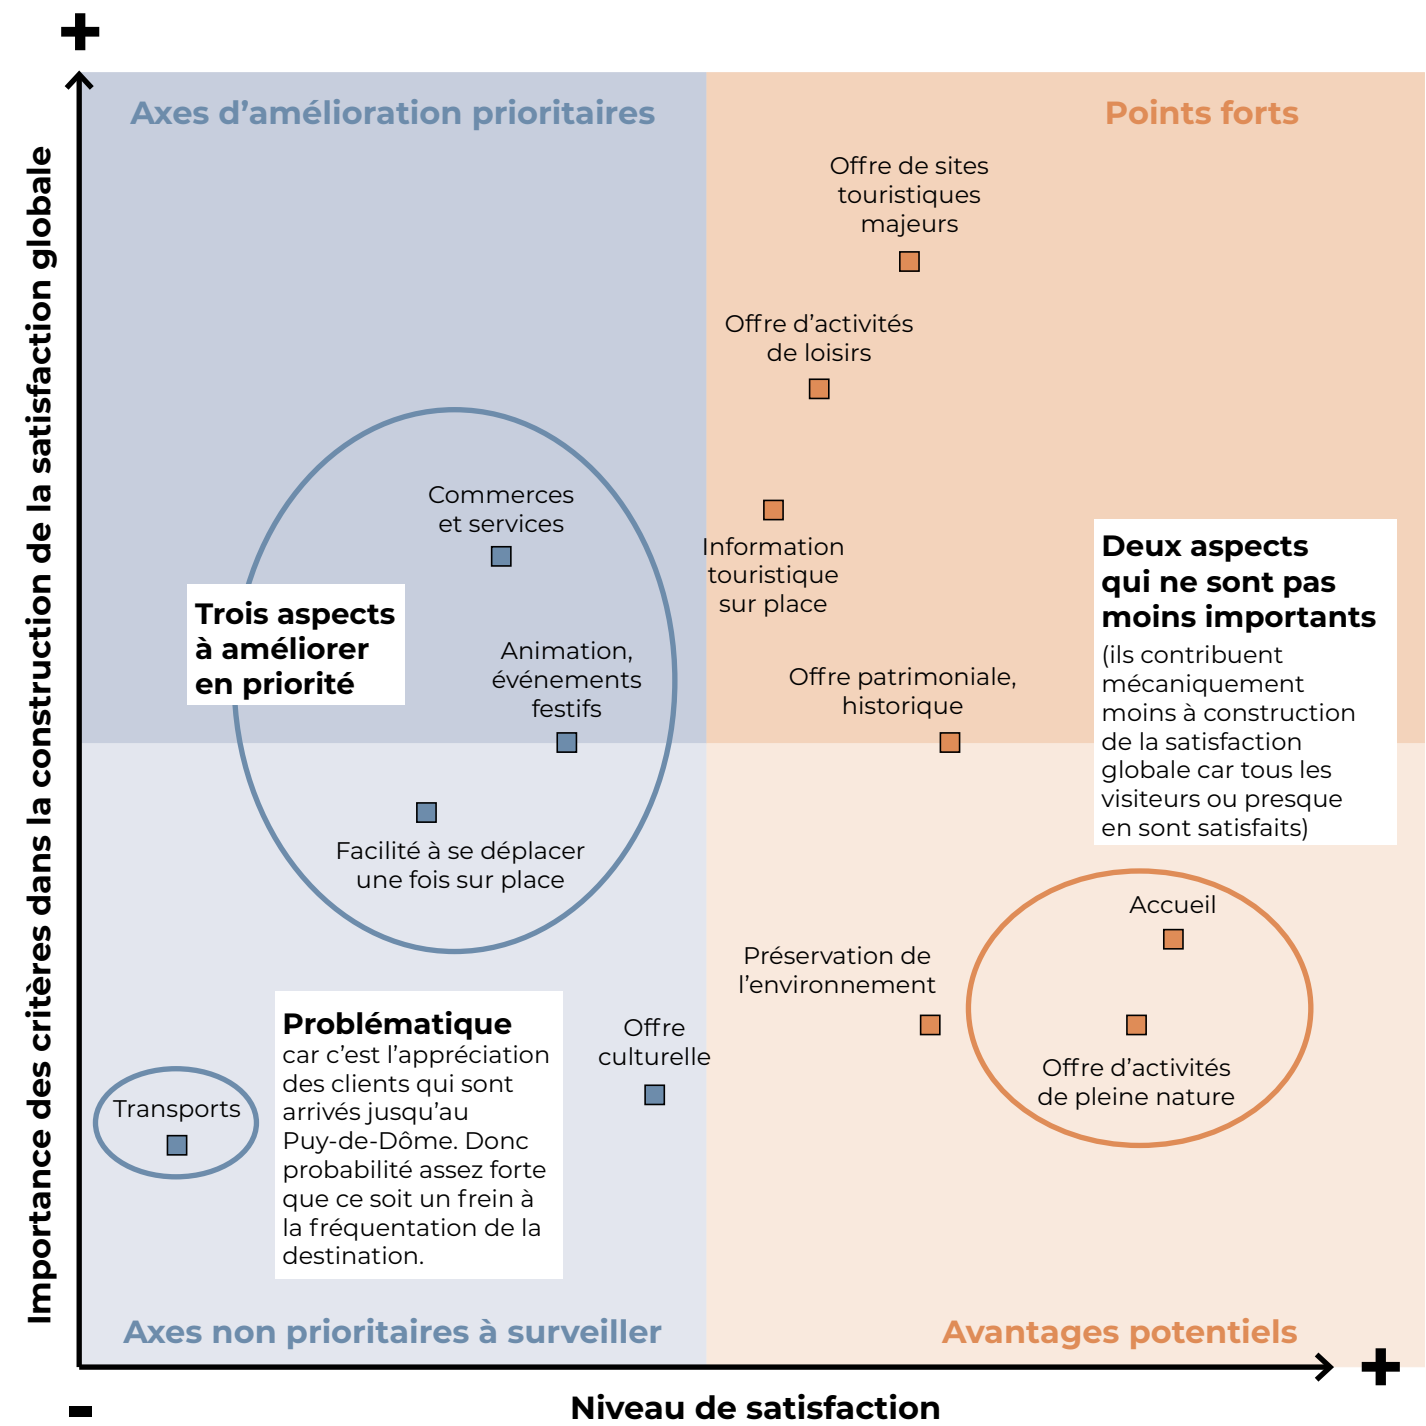 +
Axes d’amélioration prioritaires
Points forts
Importance des critères dans la construction de la satisfaction globale
Offre de sites
touristiques
majeurs
Offre d’activités
de loisirs
Commerces
et services
Information
touristique
sur place
Deux aspects
qui ne sont pas
moins importants
(ils contribuent
mécaniquement
moins à construction
de la satisfaction
globale car tous les
visiteurs ou presque
en sont satisfaits)
Trois aspects
à améliorer
en priorité
Animation,
événements
festifs
Offre patrimoniale,
historique
Facilité à se déplacer
une fois sur place
Accueil
Préservation de
l’environnement
Offre d’activités
de pleine nature
Problématique
car c’est l’appréciation
des clients qui sont
arrivés jusqu’au
Puy-de-Dôme. Donc
probabilité assez forte
que ce soit un frein à
la fréquentation de la
destination.
Offre
culturelle
Transports
Axes non prioritaires à surveiller
Avantages potentiels
+
-
Niveau de satisfaction